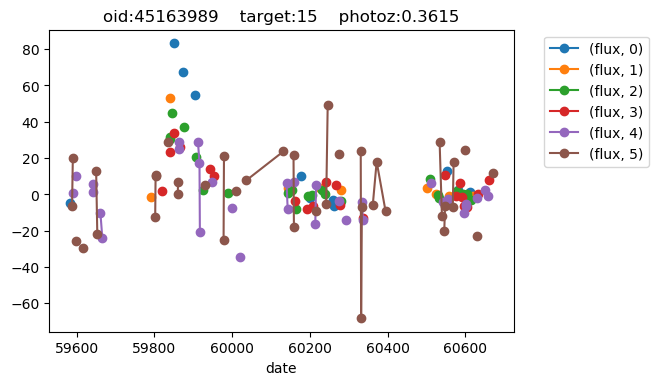 oid:45163989 target:15 photoz:0.3615
80
60
40
20
0
−20
−40
−60
59600 59800 60000 60200 60400 60600
date
(flux, 0)
(flux, 1)
(flux, 2)
(flux, 3)
(flux, 4)
(flux, 5)